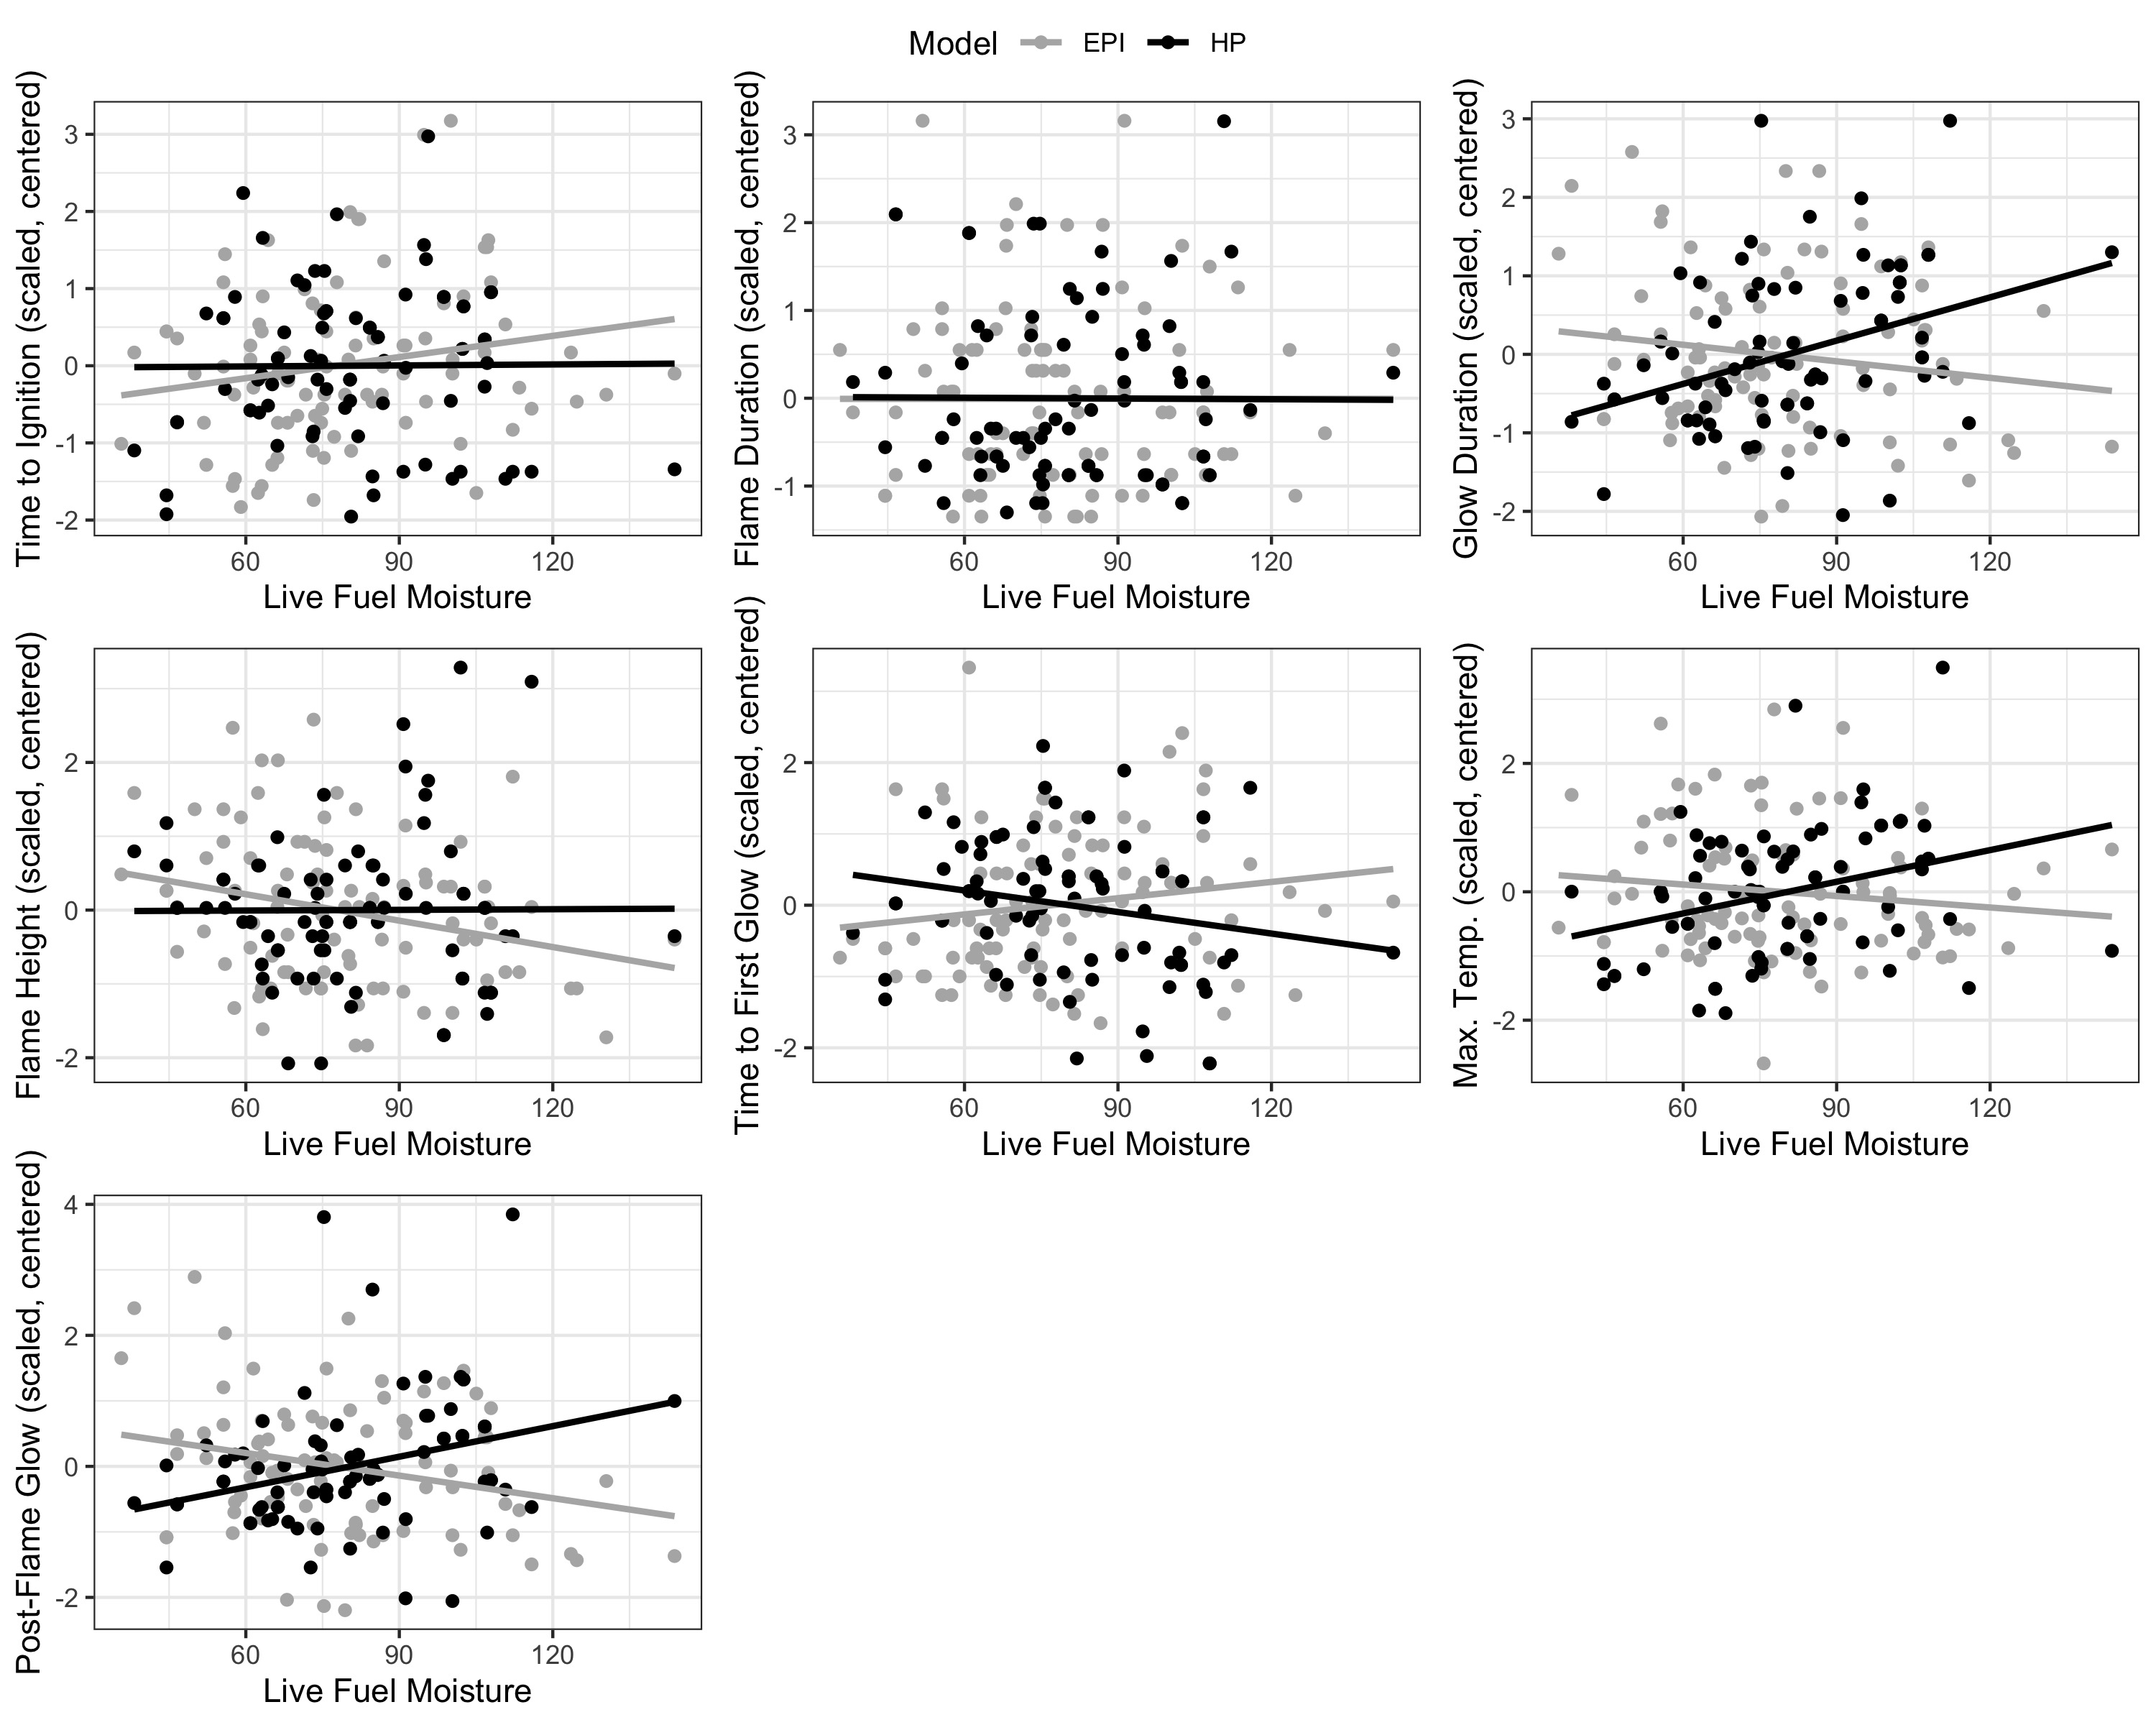 Model EPI HP
Time to Ignition (scaled, centered)
3
2
1
0
-1
-2
60 90 120
Live Fuel Moisture
Flame Duration (scaled, centered)
3
2
1
0
-1
60 90 120
Live Fuel Moisture
Glow Duration (scaled, centered)
3
2
1
0
-1
-2
60 90 120
Live Fuel Moisture
Flame Height (scaled, centered)
2
0
-2
60 90 120
Live Fuel Moisture
Time to First Glow (scaled, centered)
2
0
-2
60 90 120
Live Fuel Moisture
Max. Temp. (scaled, centered)
2
0
-2
60 90 120
Live Fuel Moisture
Post-Flame Glow (scaled, centered)
4
2
0
-2
60 90 120
Live Fuel Moisture